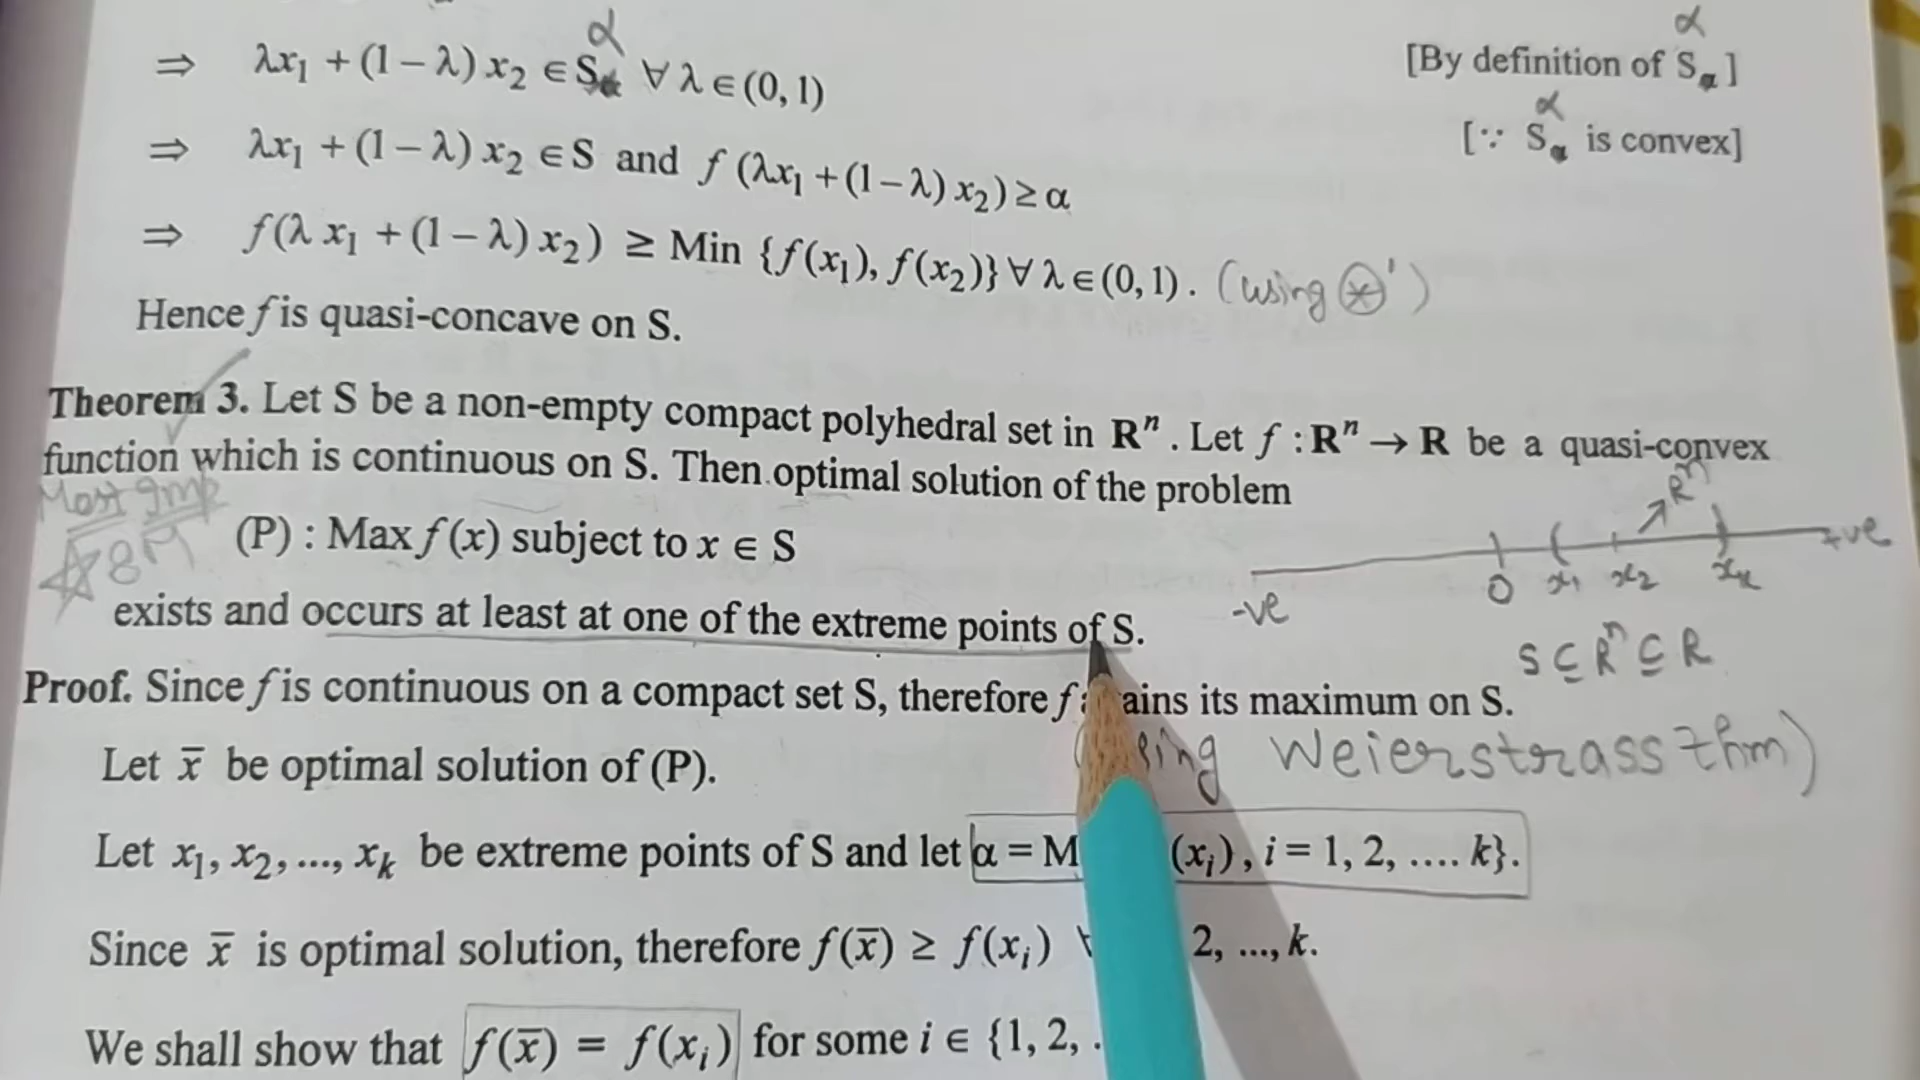 α α
⇒ λx₁ + (1 – λ) x₂ ∈ S ∀ λ ∈ (0, 1) [By definition of S_α]
α
⇒ λx₁ + (1 – λ) x₂ ∈ S and f (λx₁ + (1 – λ) x₂) ≥ α [∵ S_α is convex]
⇒ f(λ x₁ + (1 – λ) x₂) ≥ Min {f(x₁), f(x₂)} ∀ λ ∈ (0, 1). (using ⊛')
Hence f is quasi-concave on S.
Theorem 3. Let S be a non-empty compact polyhedral set in Rⁿ. Let f : Rⁿ → R be a quasi-convex
function which is continuous on S. Then optimal solution of the problem
Most Imp
Rⁿ
(P) : Max f (x) subject to x ∈ S
8M
-ve 0 x₁ x₂ xₖ +ve
exists and occurs at least at one of the extreme points of S.
S ⊆ Rⁿ ⊆ R
Proof. Since f is continuous on a compact set S, therefore f ains its maximum on S.
Weierstrass thm)
Let x̄ be optimal solution of (P).
Let x₁, x₂, ..., xₖ be extreme points of S and let α = M (xᵢ), i = 1, 2, .... k}.
Since x̄ is optimal solution, therefore f(x̄) ≥ f(xᵢ) 2, ..., k.
We shall show that f(x̄) = f(xᵢ) for some i ∈ {1, 2, .